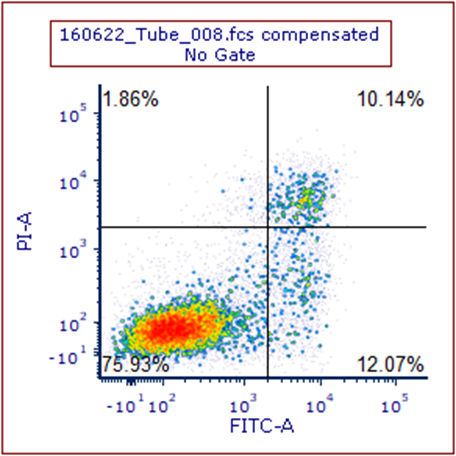 160622_Tube_008.fcs compensated
No Gate
1.86%
10.14%
10^5
10^4
PI-A
10^3
10^2
-10^1
75.93%
12.07%
-10^1 10^2 10^3 10^4 10^5
FITC-A